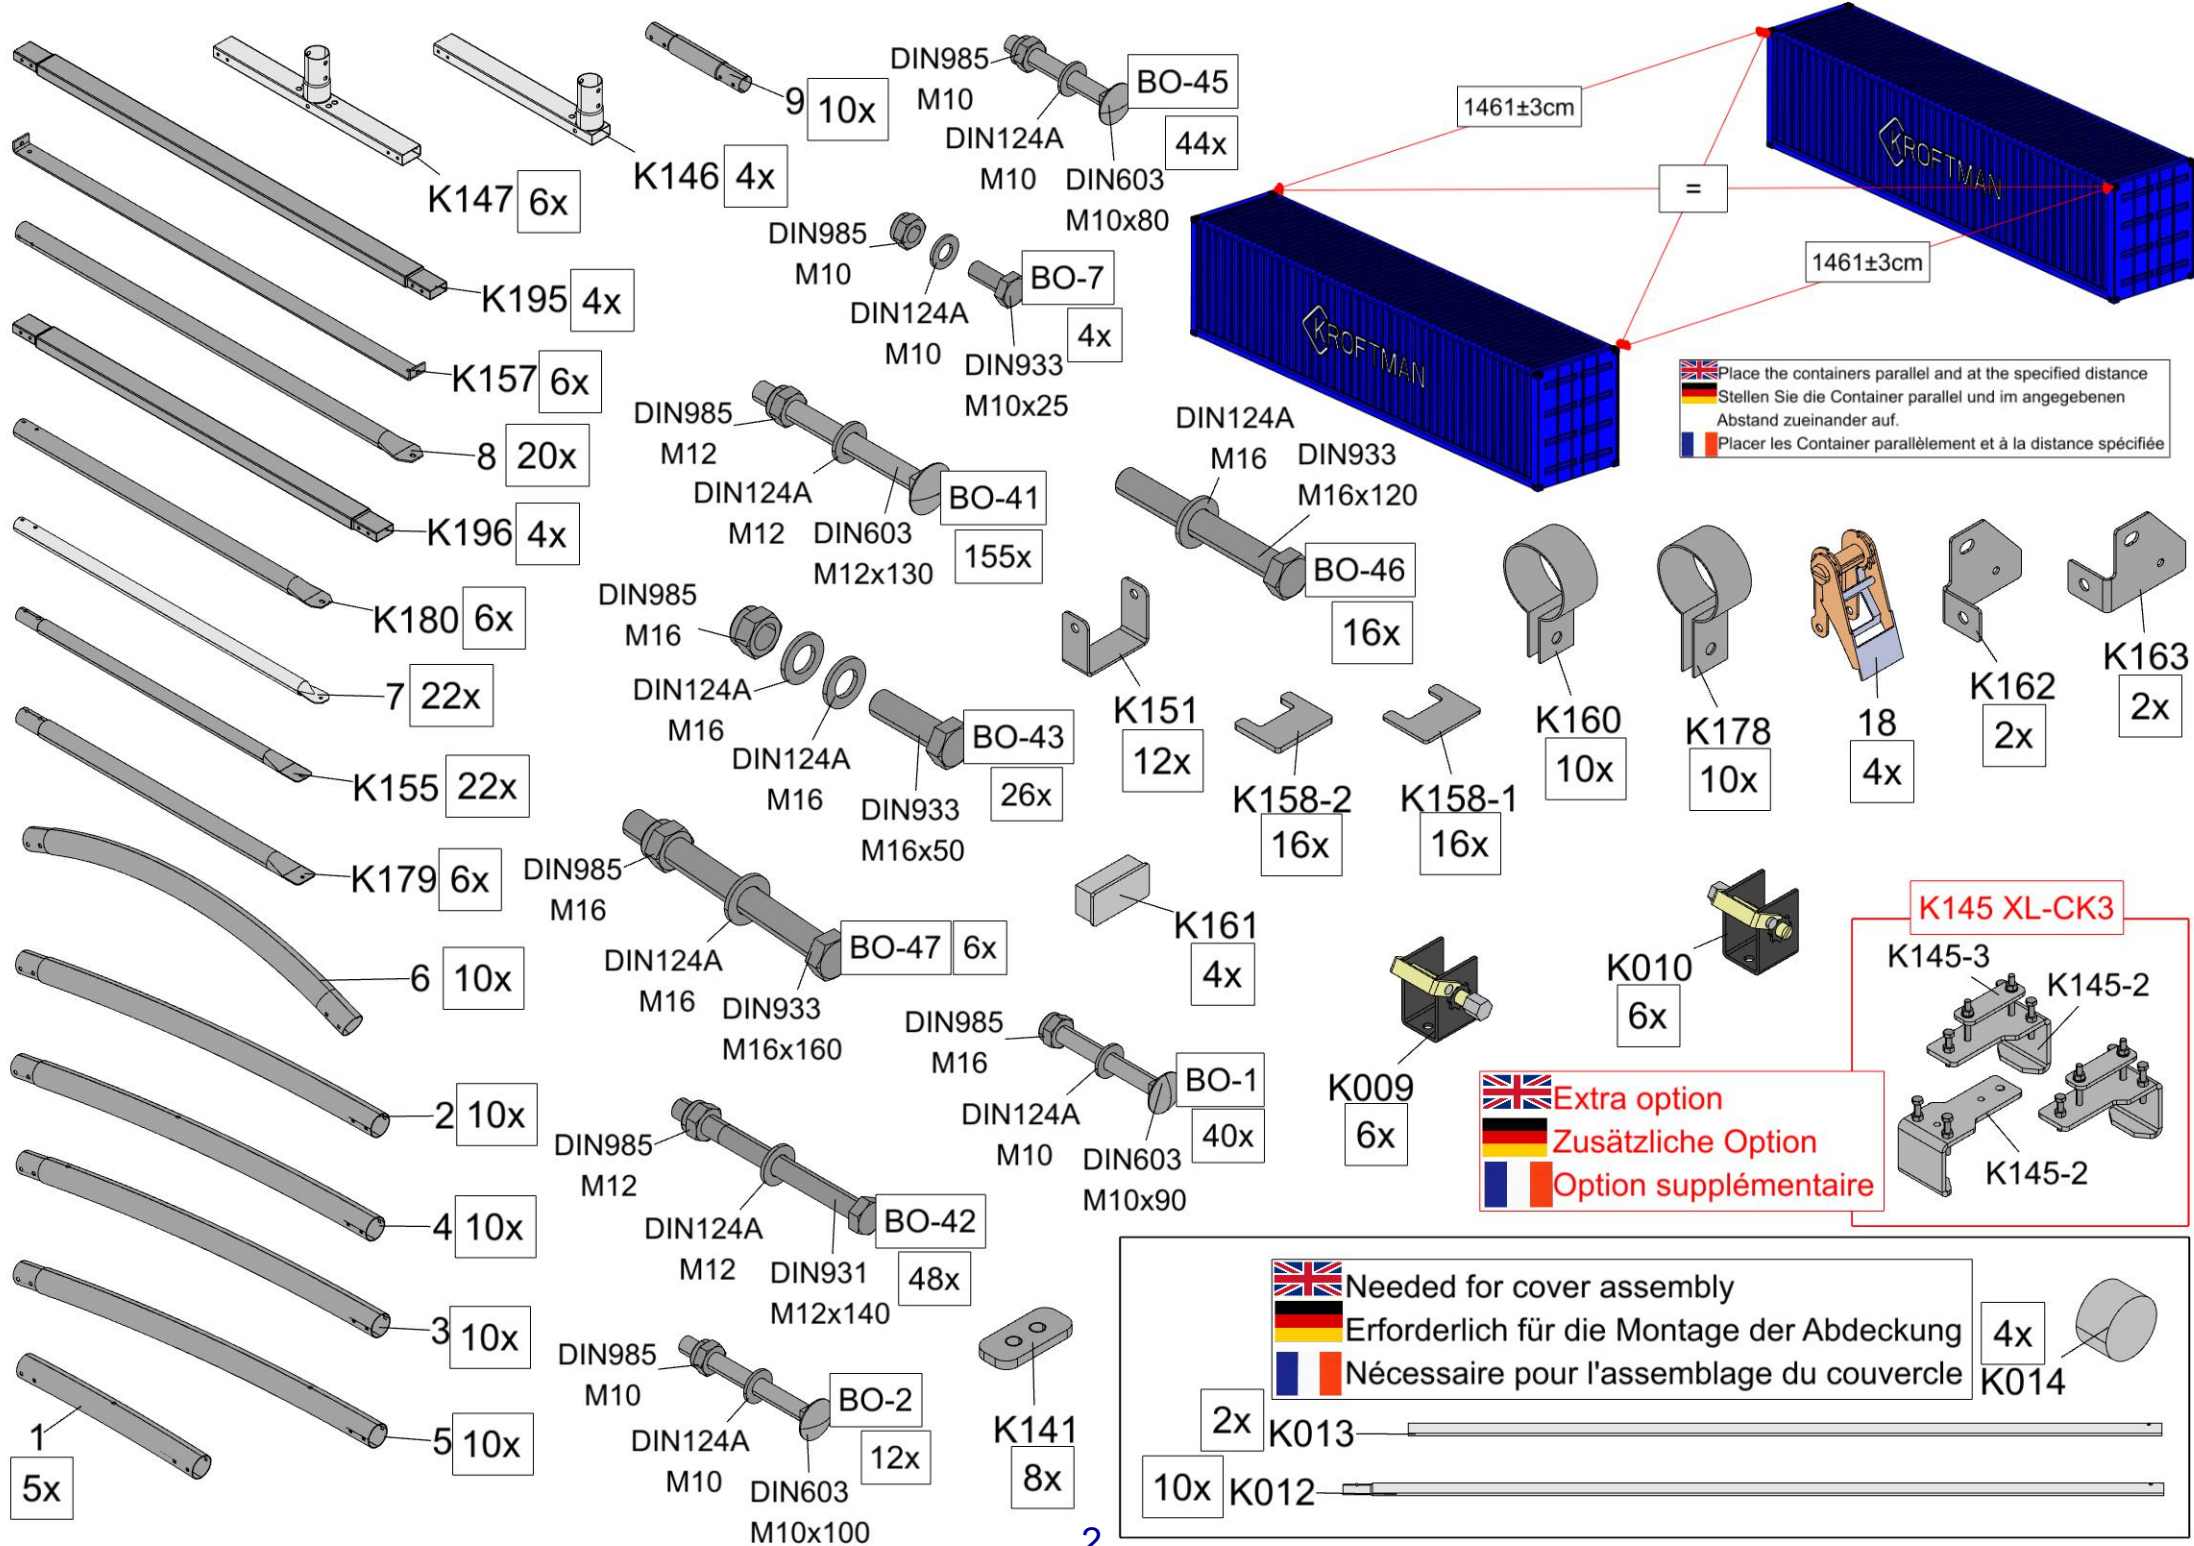 K147
6x
K146
4x
9
10x
K195
4x
K157
6x
8
20x
K196
4x
K180
6x
7
22x
K155
22x
K179
6x
6
10x
2
10x
4
10x
3
10x
5
10x
1
5x
DIN985
M10
DIN124A
M10
DIN603
M10x80
BO-45
44x
DIN985
M10
DIN124A
M10
DIN933
M10x25
BO-7
4x
DIN985
M12
DIN124A
M12
DIN603
M12x130
BO-41
155x
DIN124A
M16
DIN933
M16x120
BO-46
16x
DIN985
M16
DIN124A
M16
DIN124A
M16
DIN933
M16x50
BO-43
26x
DIN985
M16
DIN124A
M16
DIN933
M16x160
BO-47
6x
DIN985
M16
DIN124A
M10
DIN603
M10x90
BO-1
40x
DIN985
M12
DIN124A
M12
DIN931
M12x140
BO-42
48x
DIN985
M10
DIN124A
M10
DIN603
M10x100
BO-2
12x
K141
8x
K151
12x
K158-2
16x
K158-1
16x
K160
10x
K178
10x
18
4x
K162
2x
K163
2x
K161
4x
K009
6x
K010
6x
1461±3cm
=
1461±3cm
KROFTMAN
KROFTMAN
Place the containers parallel and at the specified distance
Stellen Sie die Container parallel und im angegebenen
Abstand zueinander auf.
Placer les Container parallèlement et à la distance spécifiée
K145 XL-CK3
K145-3
K145-2
K145-2
Extra option
Zusätzliche Option
Option supplémentaire
Needed for cover assembly
Erforderlich für die Montage der Abdeckung
Nécessaire pour l'assemblage du couvercle
4x
K014
2x
K013
10x
K012
2